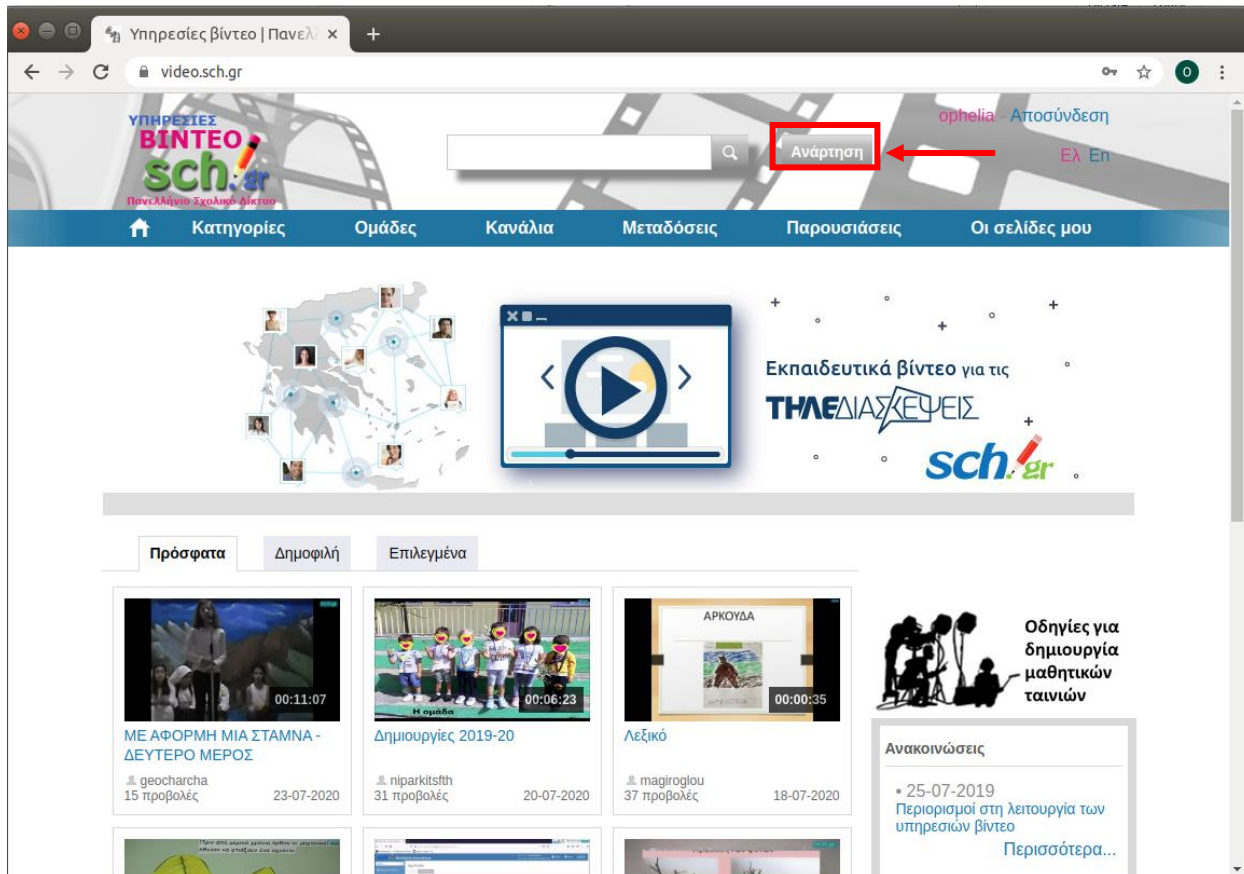 Υπηρεσίες βίντεο | Πανελλ
video.sch.gr
O
ΥΠΗΡΕΣΙΕΣ
ΒΙΝΤΕΟ
sch.gr
Πανελλήνιο Σχολικό Δίκτυο
Ανάρτηση
ophelia - Αποσύνδεση
Ελ En
Κατηγορίες
Ομάδες
Κανάλια
Μεταδόσεις
Παρουσιάσεις
Οι σελίδες μου
Εκπαιδευτικά βίντεο για τις
ΤΗΛΕΔΙΑΣΚΕΨΕΙΣ
sch.gr
Πρόσφατα
Δημοφιλή
Επιλεγμένα
00:11:07
ΜΕ ΑΦΟΡΜΗ ΜΙΑ ΣΤΑΜΝΑ -
ΔΕΥΤΕΡΟ ΜΕΡΟΣ
geocharcha
15 προβολές
23-07-2020
Η ομάδα
00:06:23
Δημιουργίες 2019-20
niparkitsfth
31 προβολές
20-07-2020
ΑΡΚΟΥΔΑ
00:00:35
Λεξικό
magiroglou
37 προβολές
18-07-2020
Οδηγίες για
δημιουργία
μαθητικών
ταινιών
Ανακοινώσεις
• 25-07-2019
Περιορισμοί στη λειτουργία των
υπηρεσιών βίντεο
Περισσότερα...